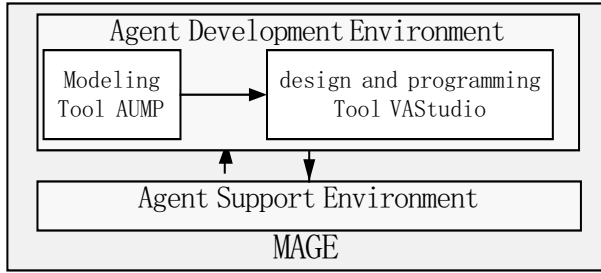 Agent Development Environment
Modeling
Tool AUMP
design and programming
Tool VAStudio
Agent Support Environment
MAGE